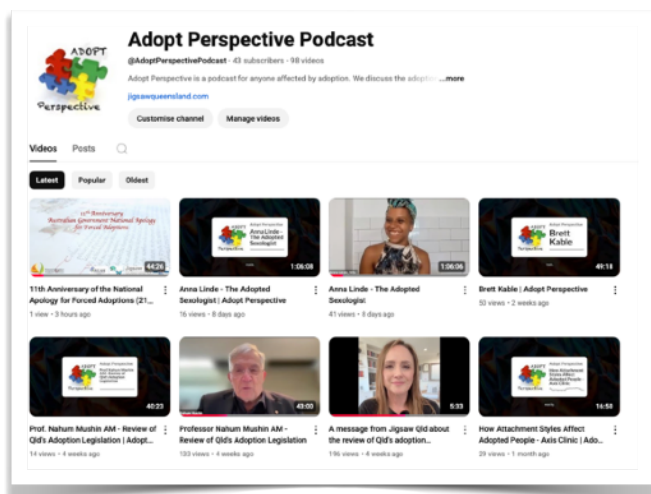 ADOPT
Perspective
Adopt Perspective Podcast
@AdoptPerspectivePodcast · 43 subscribers · 98 videos
Adopt Perspective is a podcast for anyone affected by adoption. We discuss the adoption ...more
jigsawqueensland.com
Customise channel Manage videos
Videos Posts
Latest Popular Oldest
11th Anniversary
Australian Government National Apology
for Forced Adoptions
44:26
Adopt Perspective
Anna Linde -
The Adopted
Sexologist
1:06:08
1:06:06
Adopt Perspective
Brett
Kable
49:18
11th Anniversary of the National
Apology for Forced Adoptions (21...
1 view · 3 hours ago
Anna Linde - The Adopted
Sexologist | Adopt Perspective
16 views · 8 days ago
Anna Linde - The Adopted
Sexologist
41 views · 8 days ago
Brett Kable | Adopt Perspective
50 views · 2 weeks ago
40:23
43:00
5:33
Adopt Perspective
How Attachment
Styles Affect
Adopted People
16:58
Prof. Nahum Mushin AM - Review of
Qld's Adoption Legislation | Adopt...
14 views · 4 weeks ago
Professor Nahum Mushin AM -
Review of Qld's Adoption Legislation
133 views · 4 weeks ago
A message from Jigsaw Qld about
the review of Qld's adoption...
196 views · 4 weeks ago
How Attachment Styles Affect
Adopted People - Axis Clinic | Ado...
29 views · 1 month ago